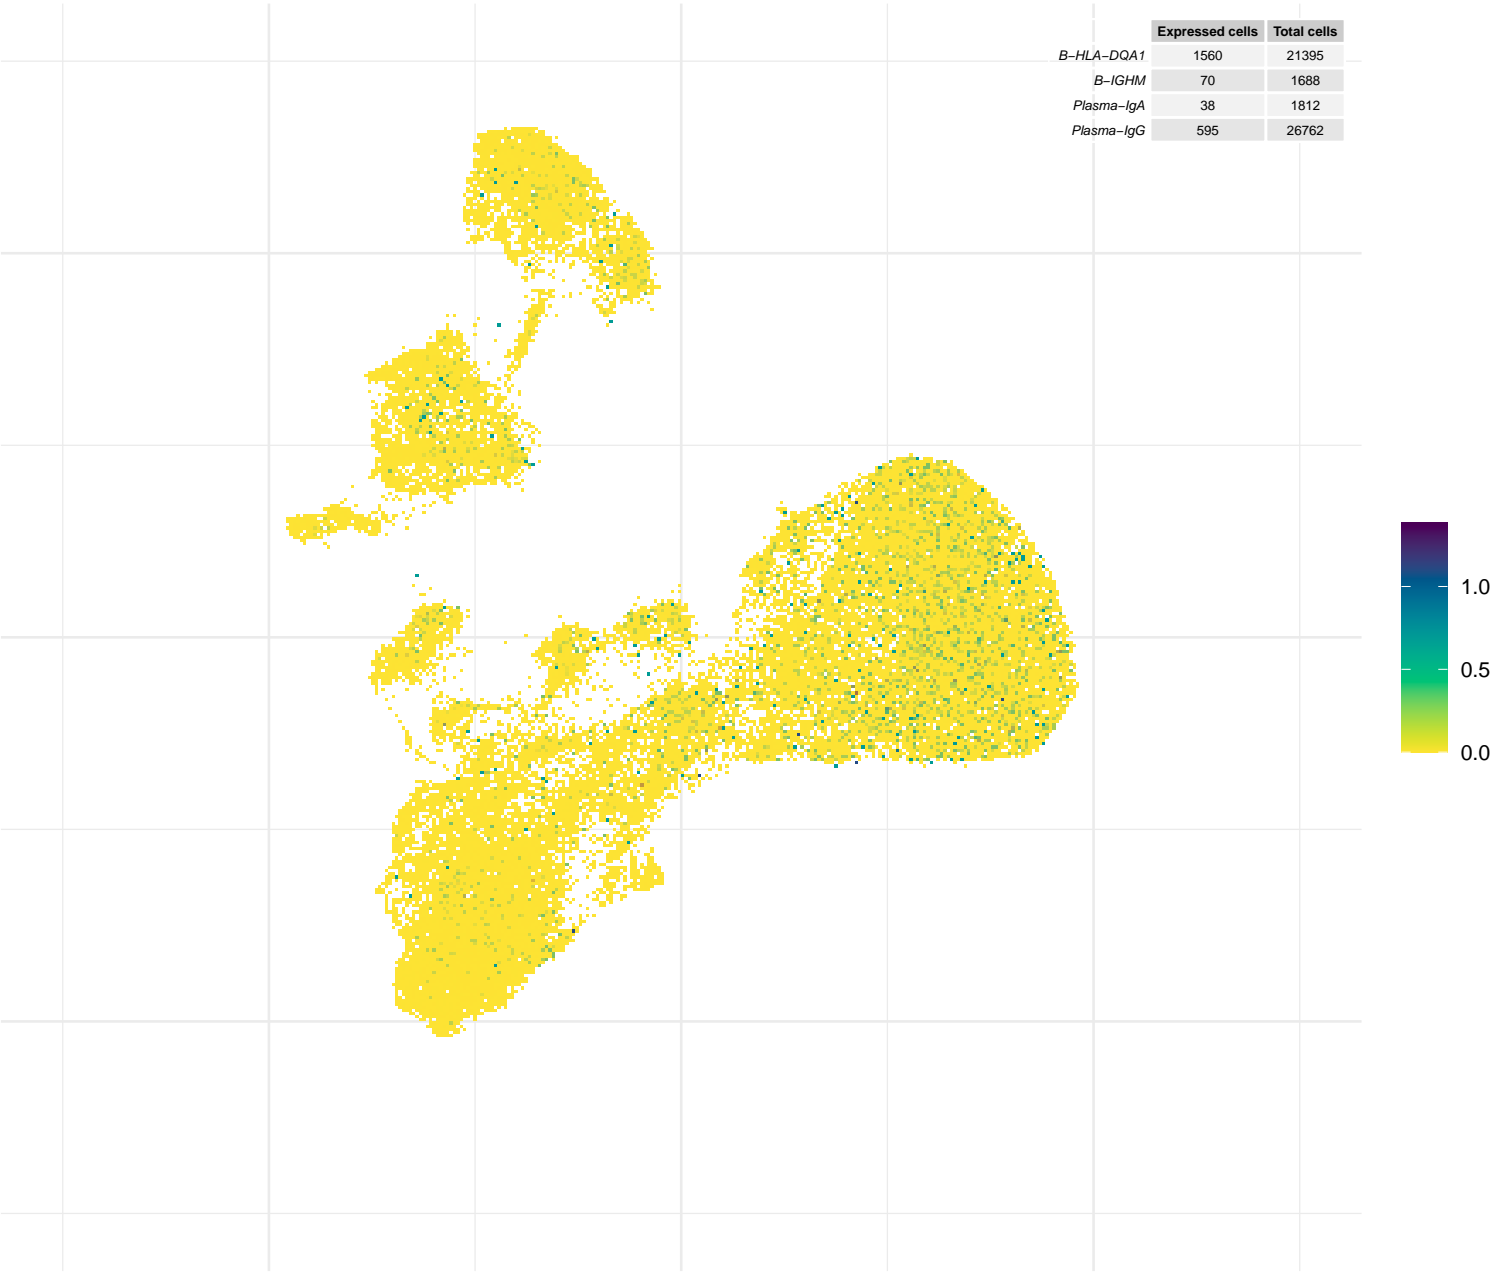 Expressed cells Total cells
B−HLA−DQA1 1560 21395
B−IGHM 70 1688
Plasma−IgA 38 1812
Plasma−IgG 595 26762
1.0
0.5
0.0